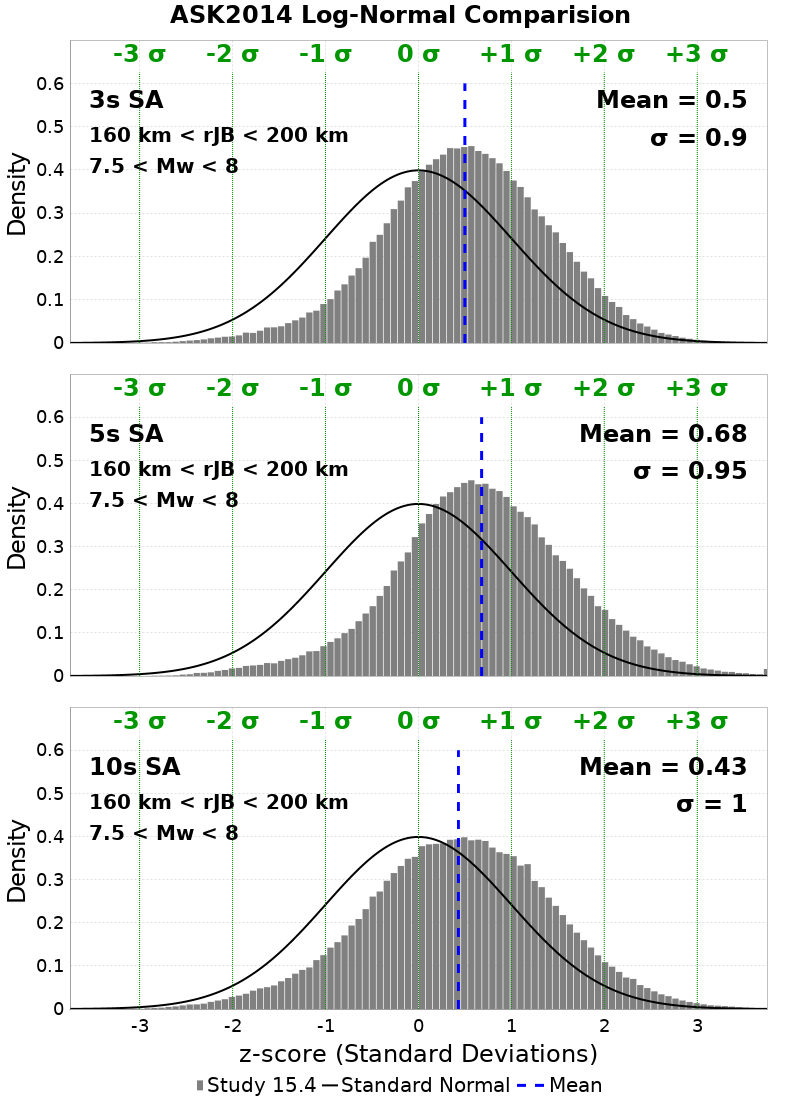 ASK2014 Log-Normal Comparision
-3 σ -2 σ -1 σ 0 σ +1 σ +2 σ +3 σ
3s SA
160 km < rJB < 200 km
7.5 < Mw < 8
Mean = 0.5
σ = 0.9
Density
0.6
0.5
0.4
0.3
0.2
0.1
0
-3 σ -2 σ -1 σ 0 σ +1 σ +2 σ +3 σ
5s SA
160 km < rJB < 200 km
7.5 < Mw < 8
Mean = 0.68
σ = 0.95
Density
0.6
0.5
0.4
0.3
0.2
0.1
0
-3 σ -2 σ -1 σ 0 σ +1 σ +2 σ +3 σ
10s SA
160 km < rJB < 200 km
7.5 < Mw < 8
Mean = 0.43
σ = 1
Density
0.6
0.5
0.4
0.3
0.2
0.1
0
-3 -2 -1 0 1 2 3
z-score (Standard Deviations)
Study 15.4 Standard Normal Mean